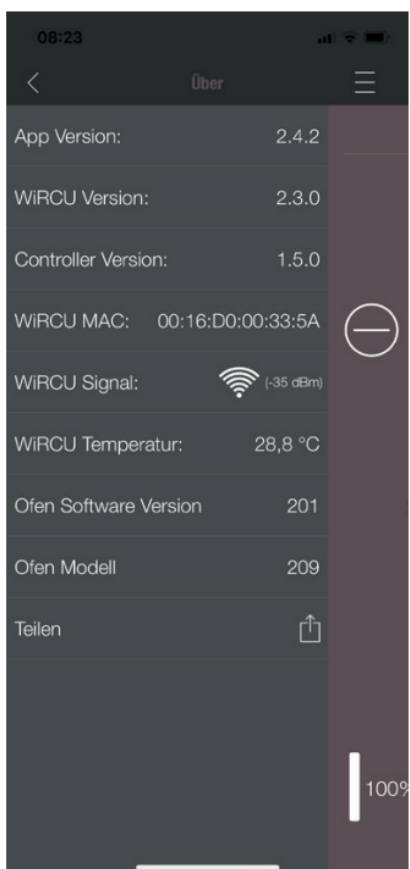 08:23
Über
App Version: 2.4.2
WiRCU Version: 2.3.0
Controller Version: 1.5.0
WiRCU MAC: 00:16:D0:00:33:5A
WiRCU Signal: (-35 dBm)
WiRCU Temperatur: 28,8 °C
Ofen Software Version 201
Ofen Modell 209
Teilen
100%